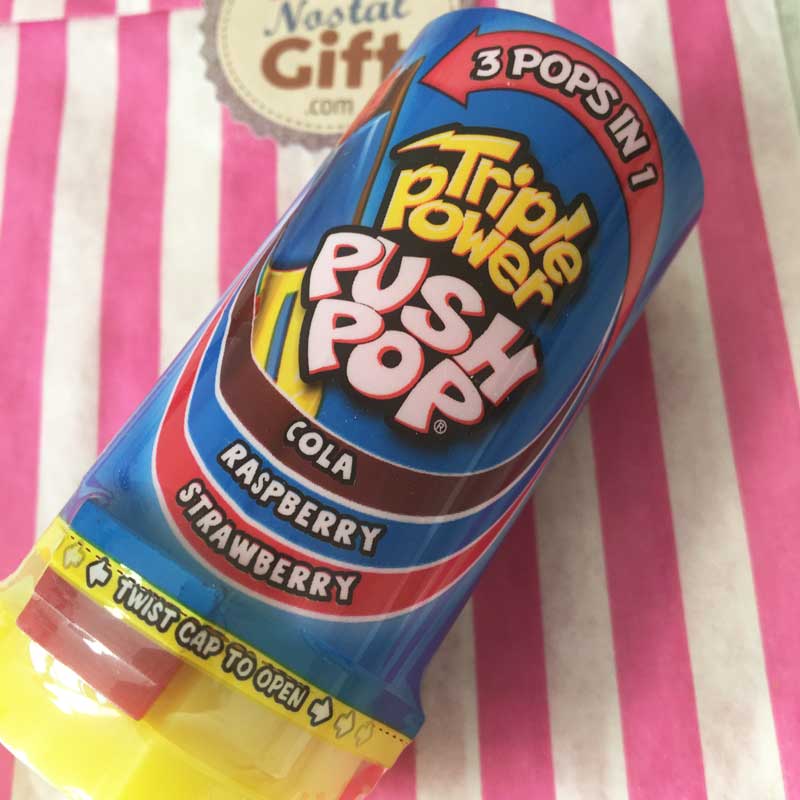 Nostal
Gift
.com
3 POPS IN 1
Triple
Power
PUSH
POP®
COLA
RASPBERRY
STRAWBERRY
TWIST CAP TO OPEN